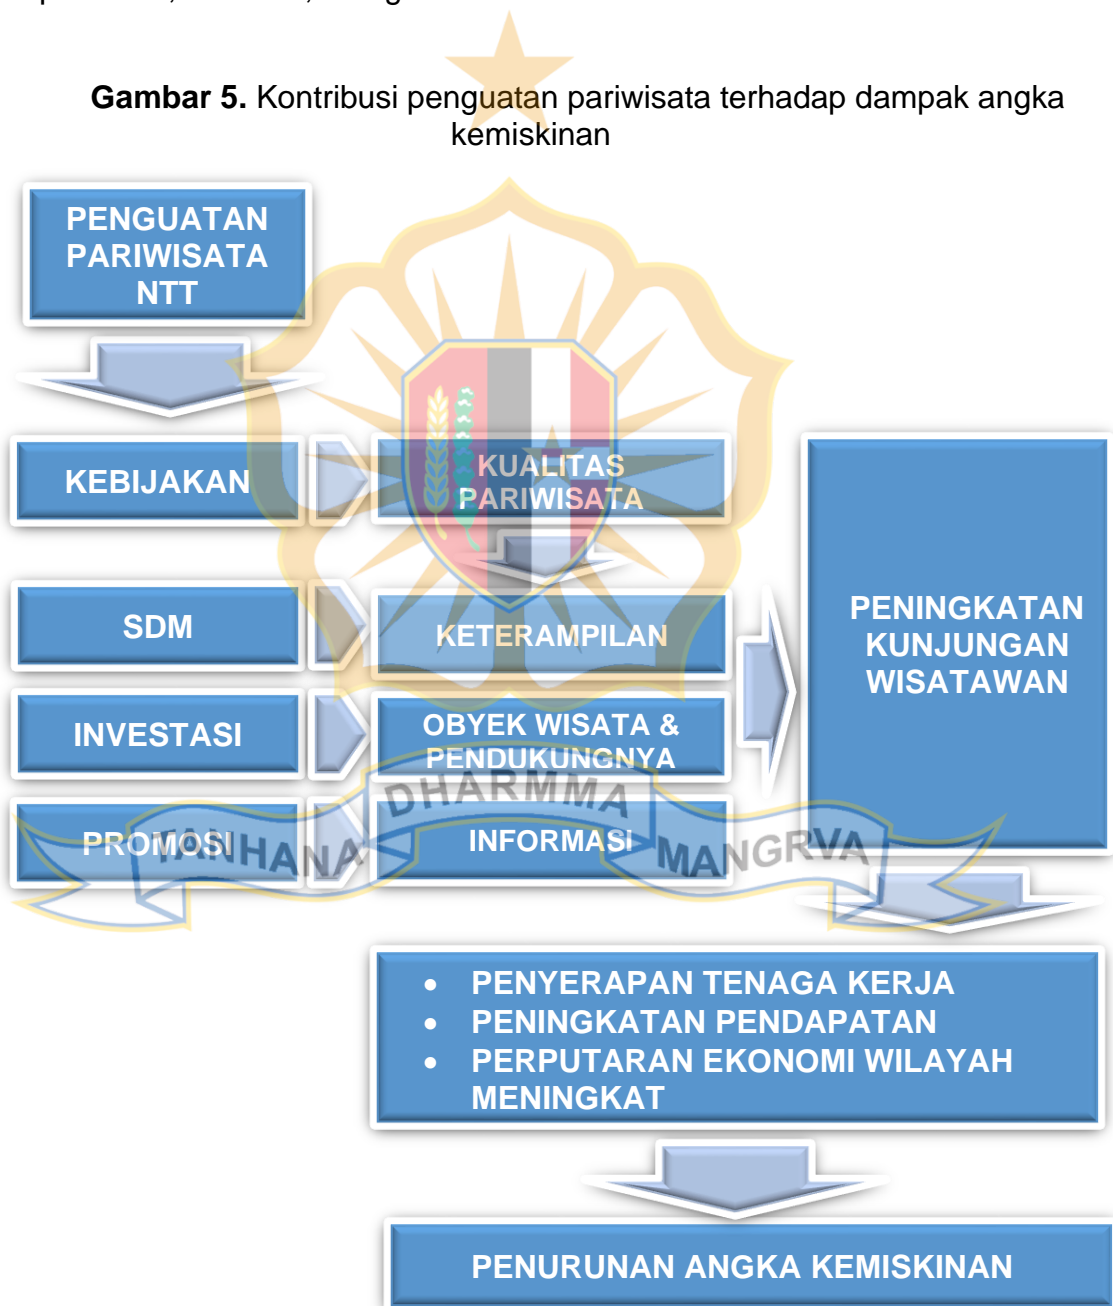 Gambar 5. Kontribusi penguatan pariwisata terhadap dampak angka
kemiskinan
PENGUATAN
PARIWISATA
NTT
KEBIJAKAN
KUALITAS
PARIWISATA
SDM
KETERAMPILAN
INVESTASI
OBYEK WISATA &
PENDUKUNGNYA
PROMOSI
INFORMASI
PENINGKATAN
KUNJUNGAN
WISATAWAN
TANHANA DHARMMA MANGRVA
• PENYERAPAN TENAGA KERJA
• PENINGKATAN PENDAPATAN
• PERPUTARAN EKONOMI WILAYAH
MENINGKAT
PENURUNAN ANGKA KEMISKINAN